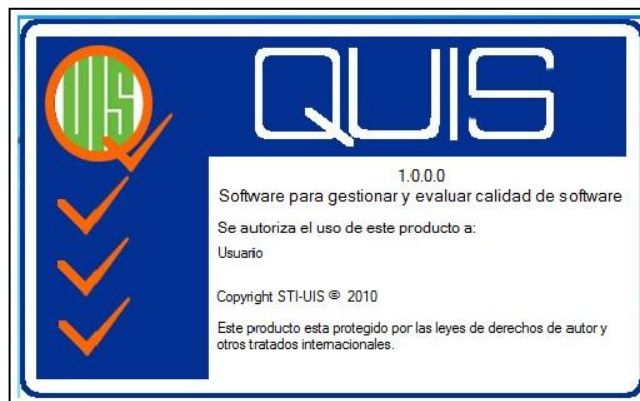 UIS
QUIS
1.0.0.0
Software para gestionar y evaluar calidad de software
Se autoriza el uso de este producto a:
Usuario
Copyright STI-UIS © 2010
Este producto esta protegido por las leyes de derechos de autor y
otros tratados internacionales.